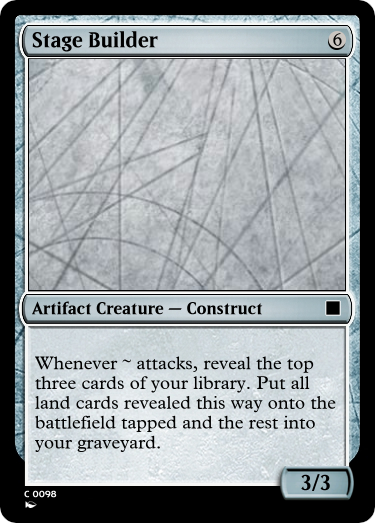 Stage Builder 6
Artifact Creature — Construct
Whenever ~ attacks, reveal the top
three cards of your library. Put all
land cards revealed this way onto the
battlefield tapped and the rest into
your graveyard.
3/3
C 0098